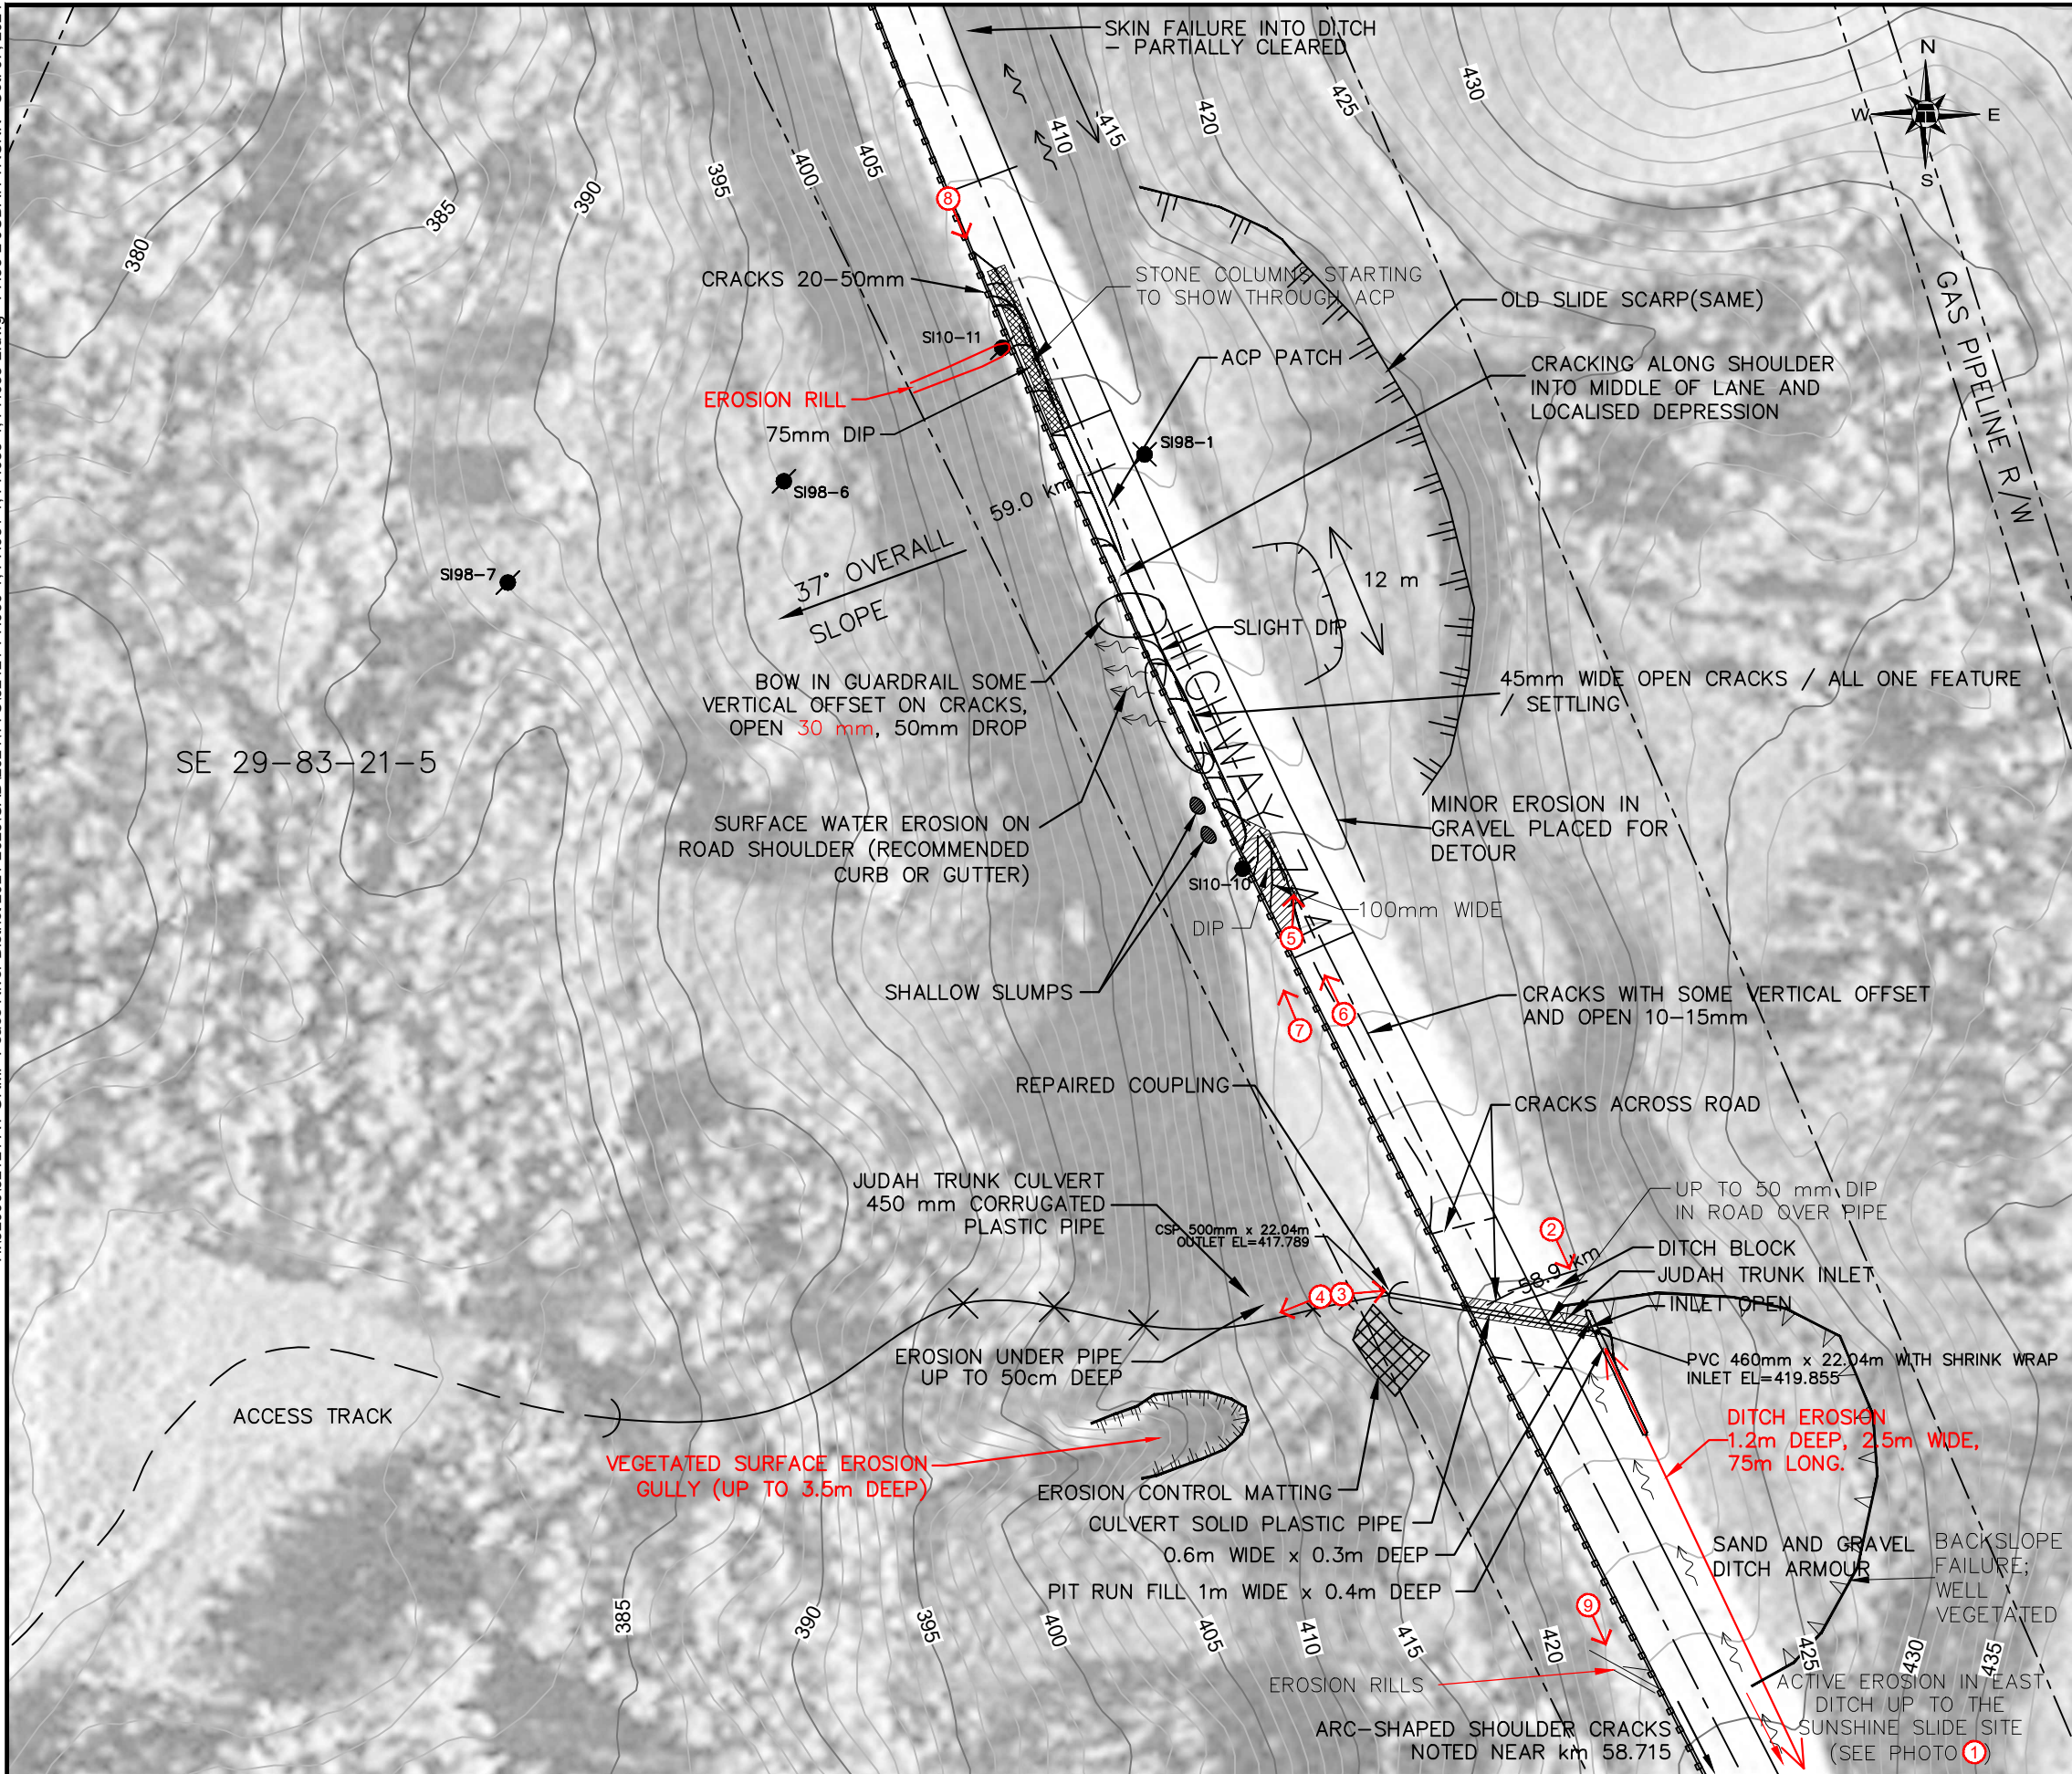 SKIN FAILURE INTO DITCH
– PARTIALLY CLEARED
N
W
E
S
430
425
420
415
410
405
400
395
390
385
380
8
CRACKS 20–50mm
STONE COLUMNS STARTING
TO SHOW THROUGH ACP
OLD SLIDE SCARP(SAME)
GAS PIPELINE R/W
SI10-11
ACP PATCH
CRACKING ALONG SHOULDER
INTO MIDDLE OF LANE AND
LOCALISED DEPRESSION
EROSION RILL
75mm DIP
SI98-1
SI98-6
59.0 km
37° OVERALL
SLOPE
SI98-7
12 m
SLIGHT DIP
BOW IN GUARDRAIL SOME
VERTICAL OFFSET ON CRACKS,
OPEN 30 mm, 50mm DROP
45mm WIDE OPEN CRACKS / ALL ONE FEATURE
/ SETTLING
HIGHWAY 744
SE 29-83-21-5
SURFACE WATER EROSION ON
ROAD SHOULDER (RECOMMENDED
CURB OR GUTTER)
MINOR EROSION IN
GRAVEL PLACED FOR
DETOUR
SI10-10
DIP
100mm WIDE
5
SHALLOW SLUMPS
6
7
CRACKS WITH SOME VERTICAL OFFSET
AND OPEN 10–15mm
REPAIRED COUPLING
CRACKS ACROSS ROAD
JUDAH TRUNK CULVERT
450 mm CORRUGATED
PLASTIC PIPE
CSP 500mm x 22.04m
OUTLET EL=417.789
UP TO 50 mm DIP
IN ROAD OVER PIPE
2
58.9 km
DITCH BLOCK
JUDAH TRUNK INLET
INLET OPEN
4
3
EROSION UNDER PIPE
UP TO 50cm DEEP
PVC 460mm x 22.04m WITH SHRINK WRAP
INLET EL=419.855
ACCESS TRACK
DITCH EROSION
1.2m DEEP, 2.5m WIDE,
75m LONG.
VEGETATED SURFACE EROSION
GULLY (UP TO 3.5m DEEP)
EROSION CONTROL MATTING
CULVERT SOLID PLASTIC PIPE
0.6m WIDE x 0.3m DEEP
PIT RUN FILL 1m WIDE x 0.4m DEEP
SAND AND GRAVEL
DITCH ARMOUR
BACKSLOPE
FAILURE;
WELL
VEGETATED
9
385
390
395
400
405
410
415
420
425
430
435
EROSION RILLS
ACTIVE EROSION IN EAST
DITCH UP TO THE
SUNSHINE SLIDE SITE
(SEE PHOTO 1)
ARC-SHAPED SHOULDER CRACKS
NOTED NEAR km 58.715